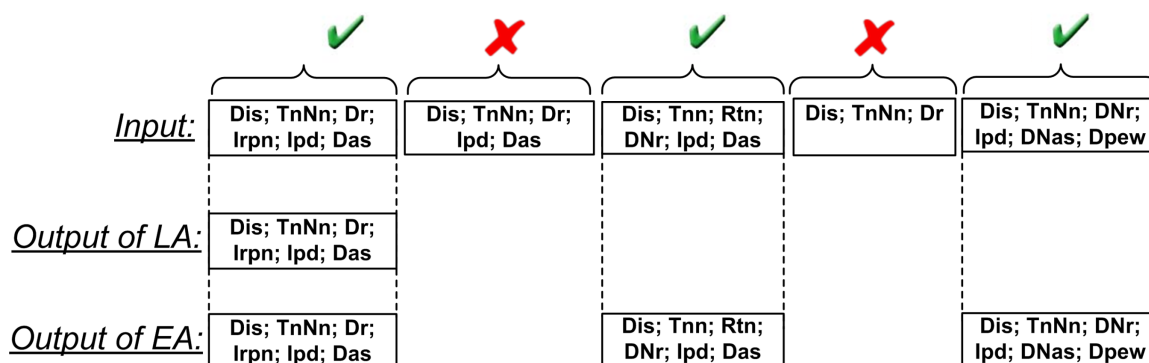 Input:
Dis; TnNn; Dr;
Irpn; Ipd; Das
Dis; TnNn; Dr;
Ipd; Das
Dis; Tnn; Rtn;
DNr; Ipd; Das
Dis; TnNn; Dr
Dis; TnNn; DNr;
Ipd; DNas; Dpew
Output of LA:
Dis; TnNn; Dr;
Irpn; Ipd; Das
Output of EA:
Dis; TnNn; Dr;
Irpn; Ipd; Das
Dis; Tnn; Rtn;
DNr; Ipd; Das
Dis; TnNn; DNr;
Ipd; DNas; Dpew